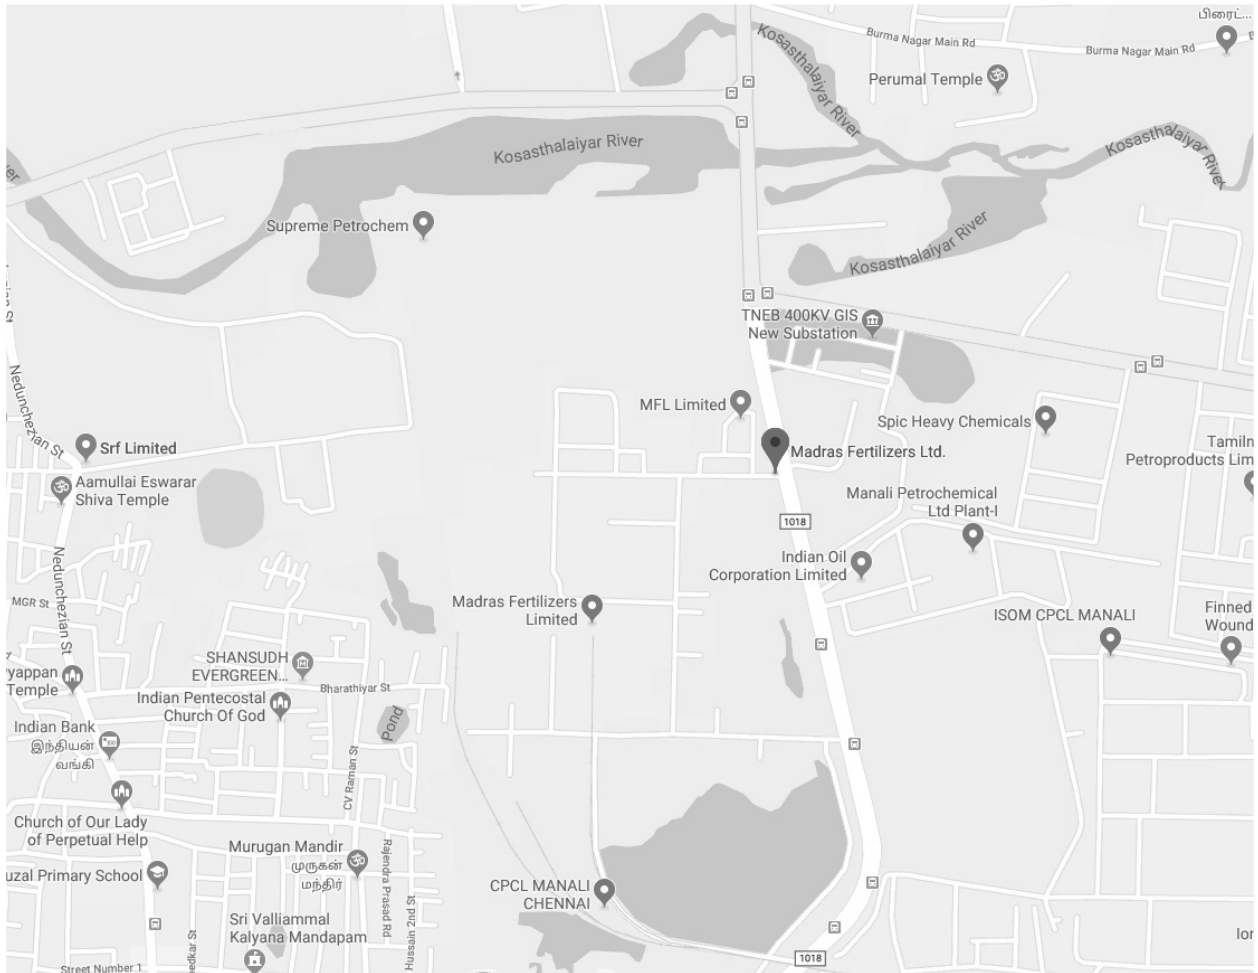 பிரைட்...
Burma Nagar Main Rd
Burma Nagar Main Rd
Perumal Temple
Kosasthalaiyar River
Kosasthalaiyar River
Kosasthalaiyar River
Supreme Petrochem
Kosasthalaiyar River
TNEB 400KV GIS
New Substation
Nedunchezian St
MFL Limited
Spic Heavy Chemicals
Srf Limited
Madras Fertilizers Ltd.
Aamullai Eswarar
Shiva Temple
Manali Petrochemical
Ltd Plant-I
1018
Indian Oil
Corporation Limited
Nedunchezian St
MGR St
Madras Fertilizers
Limited
ISOM CPCL MANALI
Finned
Wound
SHANSUDH
EVERGREEN...
Temple
Bharathiyar St
Indian Pentecostal
Church Of God
Pond
Indian Bank
இந்தியன்
வங்கி
CV Raman St
Church of Our Lady
of Perpetual Help
Murugan Mandir
முருகன்
மந்திர்
Rajendra Prasad Rd
Primary School
CPCL MANALI
CHENNAI
Hussain 2nd St
Sri Valliammal
Kalyana Mandapam
1018
Street Number 1